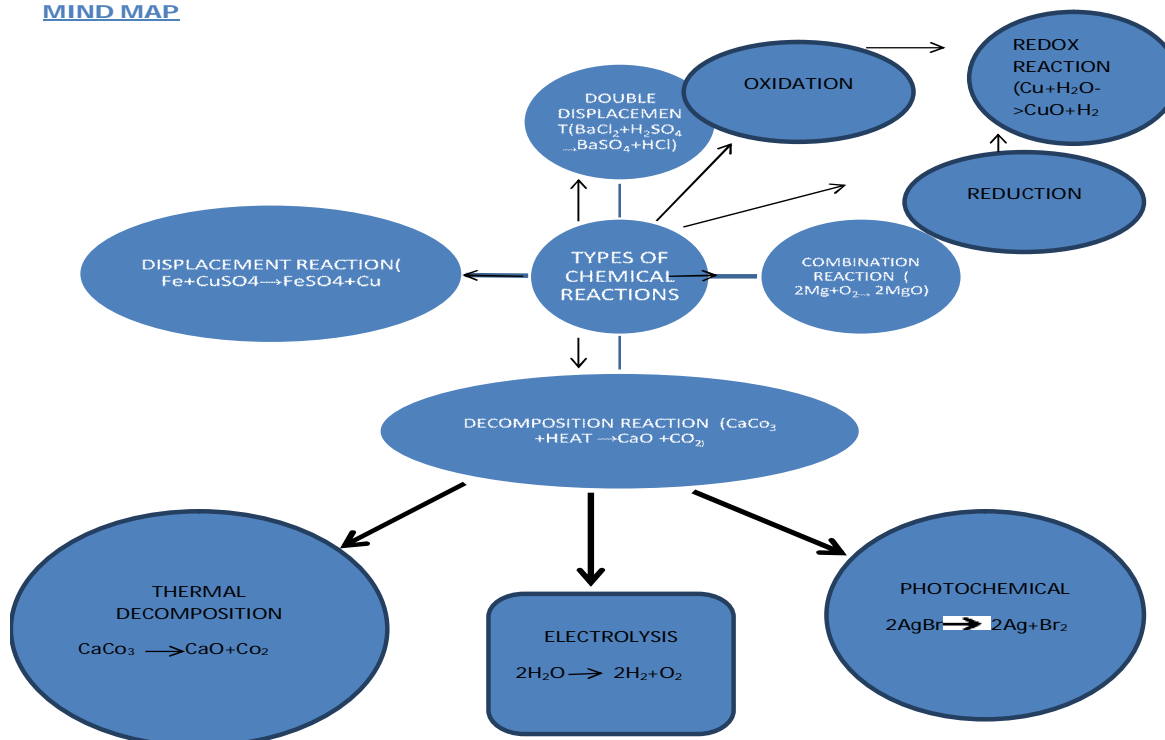 MIND MAP
REDOX
REACTION
(Cu+H₂O-
>CuO+H₂
OXIDATION
DOUBLE
DISPLACEMEN
T(BaCl₂+H₂SO₄
→BaSO₄+HCl)
REDUCTION
DISPLACEMENT REACTION(
Fe+CuSO4→FeSO4+Cu
TYPES OF
CHEMICAL
REACTIONS
COMBINATION
REACTION (
2Mg+O₂→ 2MgO)
DECOMPOSITION REACTION (CaCo₃
+HEAT →CaO +CO₂)
THERMAL
DECOMPOSITION
CaCo₃ →CaO+Co₂
ELECTROLYSIS
2H₂O→ 2H₂+O₂
PHOTOCHEMICAL
2AgBr→ 2Ag+Br₂